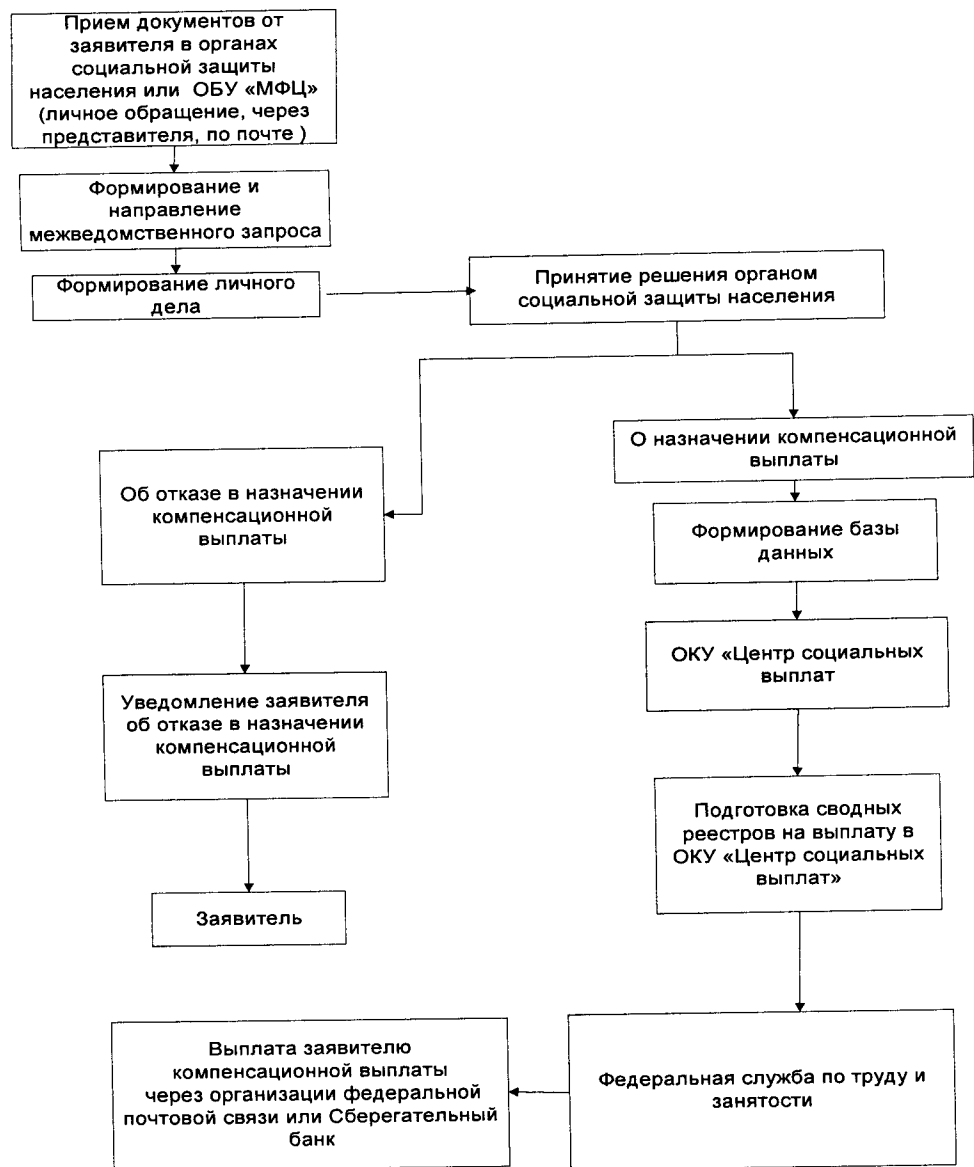 Прием документов от
заявителя в органах
социальной защиты
населения или ОБУ «МФЦ»
(личное обращение, через
представителя, по почте )
Формирование и
направление
межведомственного запроса
Формирование личного
дела
Принятие решения органом
социальной защиты населения
О назначении компенсационной
выплаты
Об отказе в назначении
компенсационной
выплаты
Формирование базы
данных
ОКУ «Центр социальных
выплат
Уведомление заявителя
об отказе в назначении
компенсационной
выплаты
Подготовка сводных
реестров на выплату в
ОКУ «Центр социальных
выплат»
Заявитель
Выплата заявителю
компенсационной выплаты
через организации федеральной
почтовой связи или Сберегательный
банк
Федеральная служба по труду и
занятости